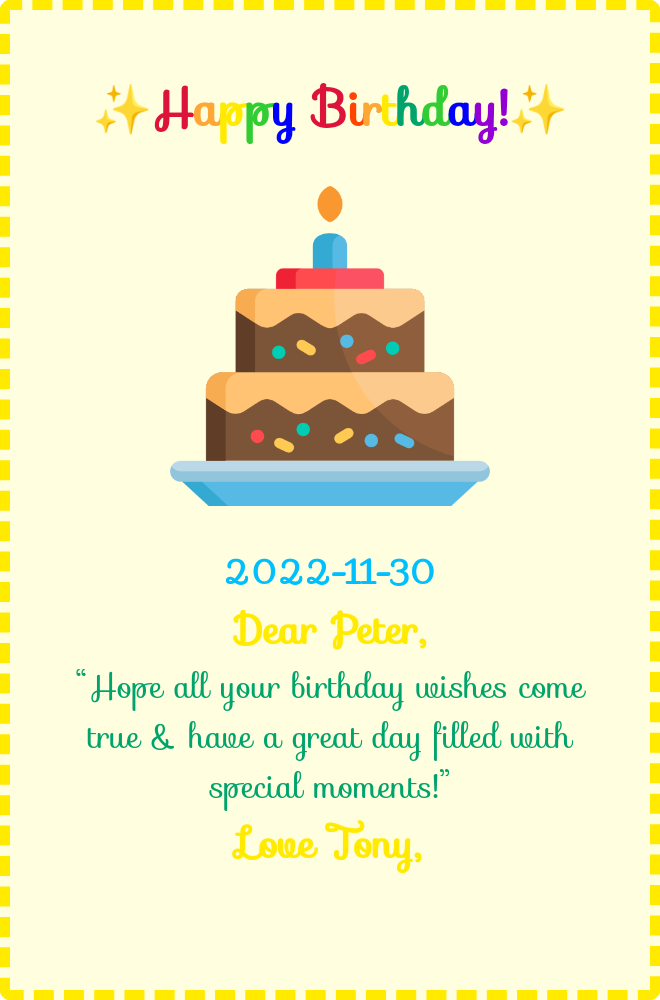 ✨Happy Birthday!✨
2022-11-30
Dear Peter,
“Hope all your birthday wishes come
true & have a great day filled with
special moments!”
Love Tony,